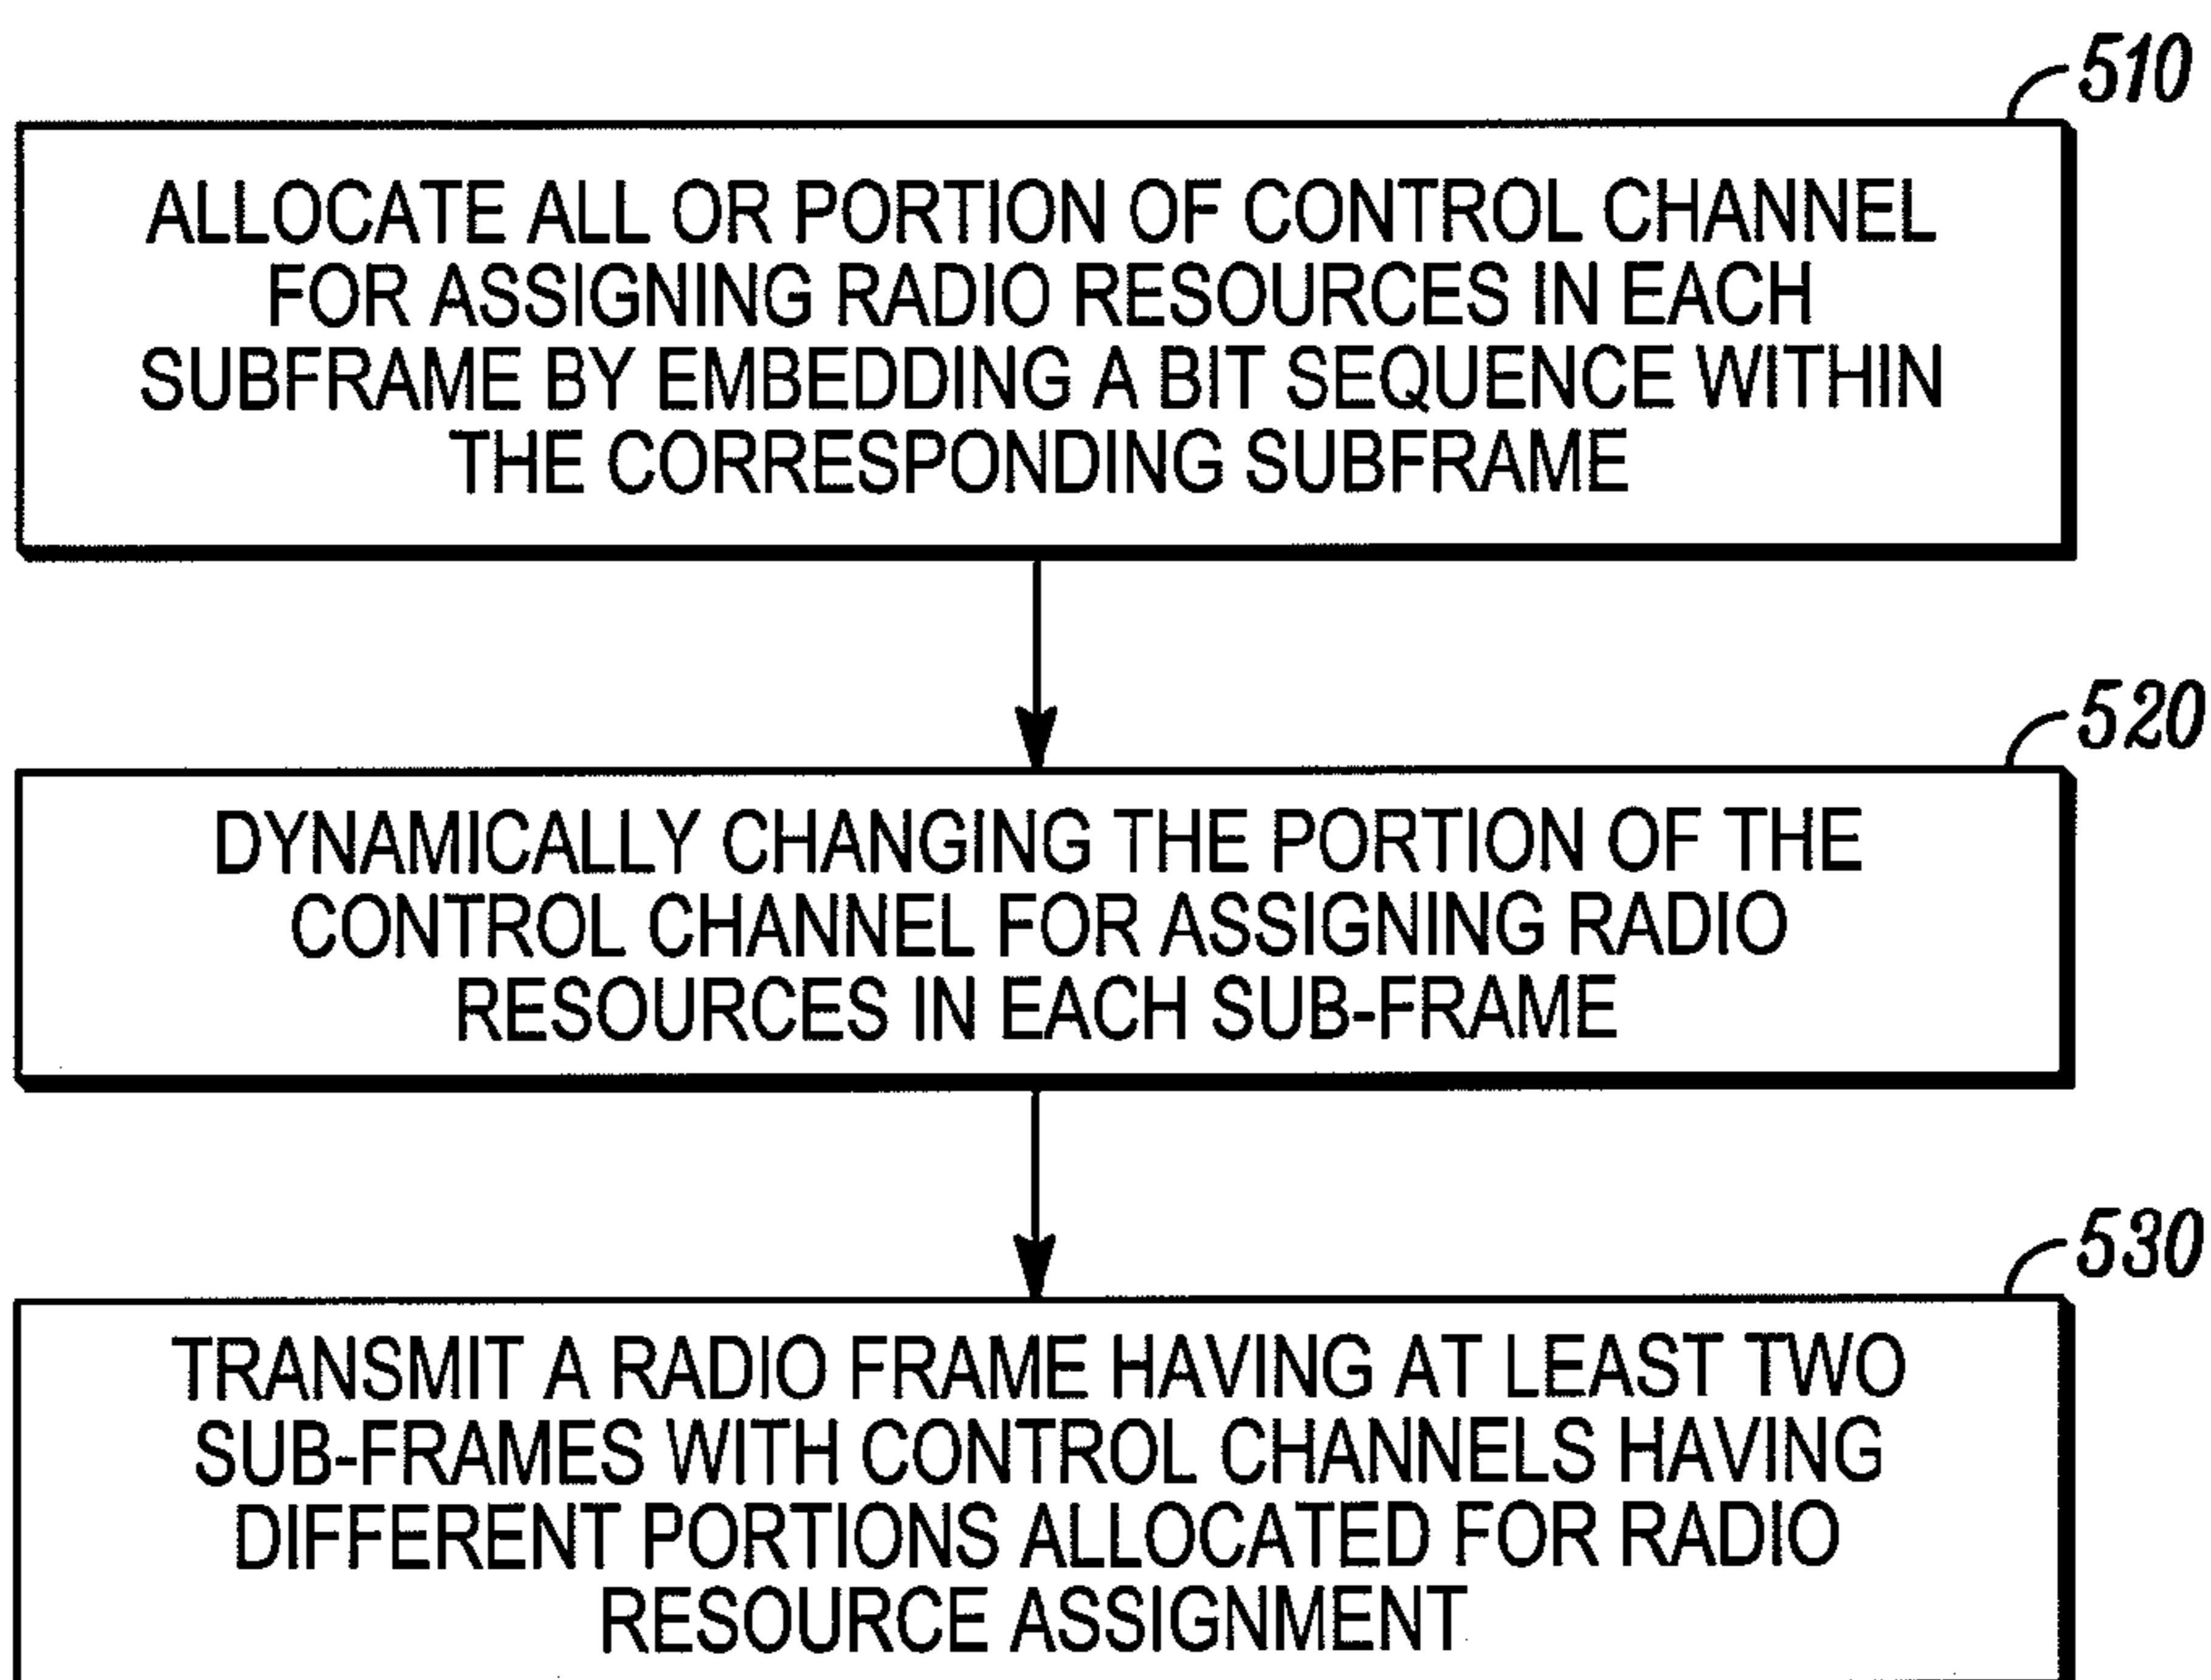 510
ALLOCATE ALL OR PORTION OF CONTROL CHANNEL
FOR ASSIGNING RADIO RESOURCES IN EACH
SUBFRAME BY EMBEDDING A BIT SEQUENCE WITHIN
THE CORRESPONDING SUBFRAME
520
DYNAMICALLY CHANGING THE PORTION OF THE
CONTROL CHANNEL FOR ASSIGNING RADIO
RESOURCES IN EACH SUB-FRAME
530
TRANSMIT A RADIO FRAME HAVING AT LEAST TWO
SUB-FRAMES WITH CONTROL CHANNELS HAVING
DIFFERENT PORTIONS ALLOCATED FOR RADIO
RESOURCE ASSIGNMENT